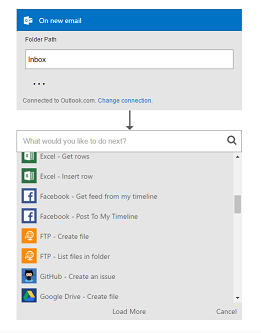 On new email
Folder Path
Inbox
...
Connected to Outlook.com. Change connection.
What would you like to do next?
Excel - Get rows
Excel - Insert row
Facebook - Get feed from my timeline
Facebook - Post To My Timeline
FTP - Create file
FTP - List files in folder
GitHub - Create an issue
Google Drive - Create file
Load More Cancel